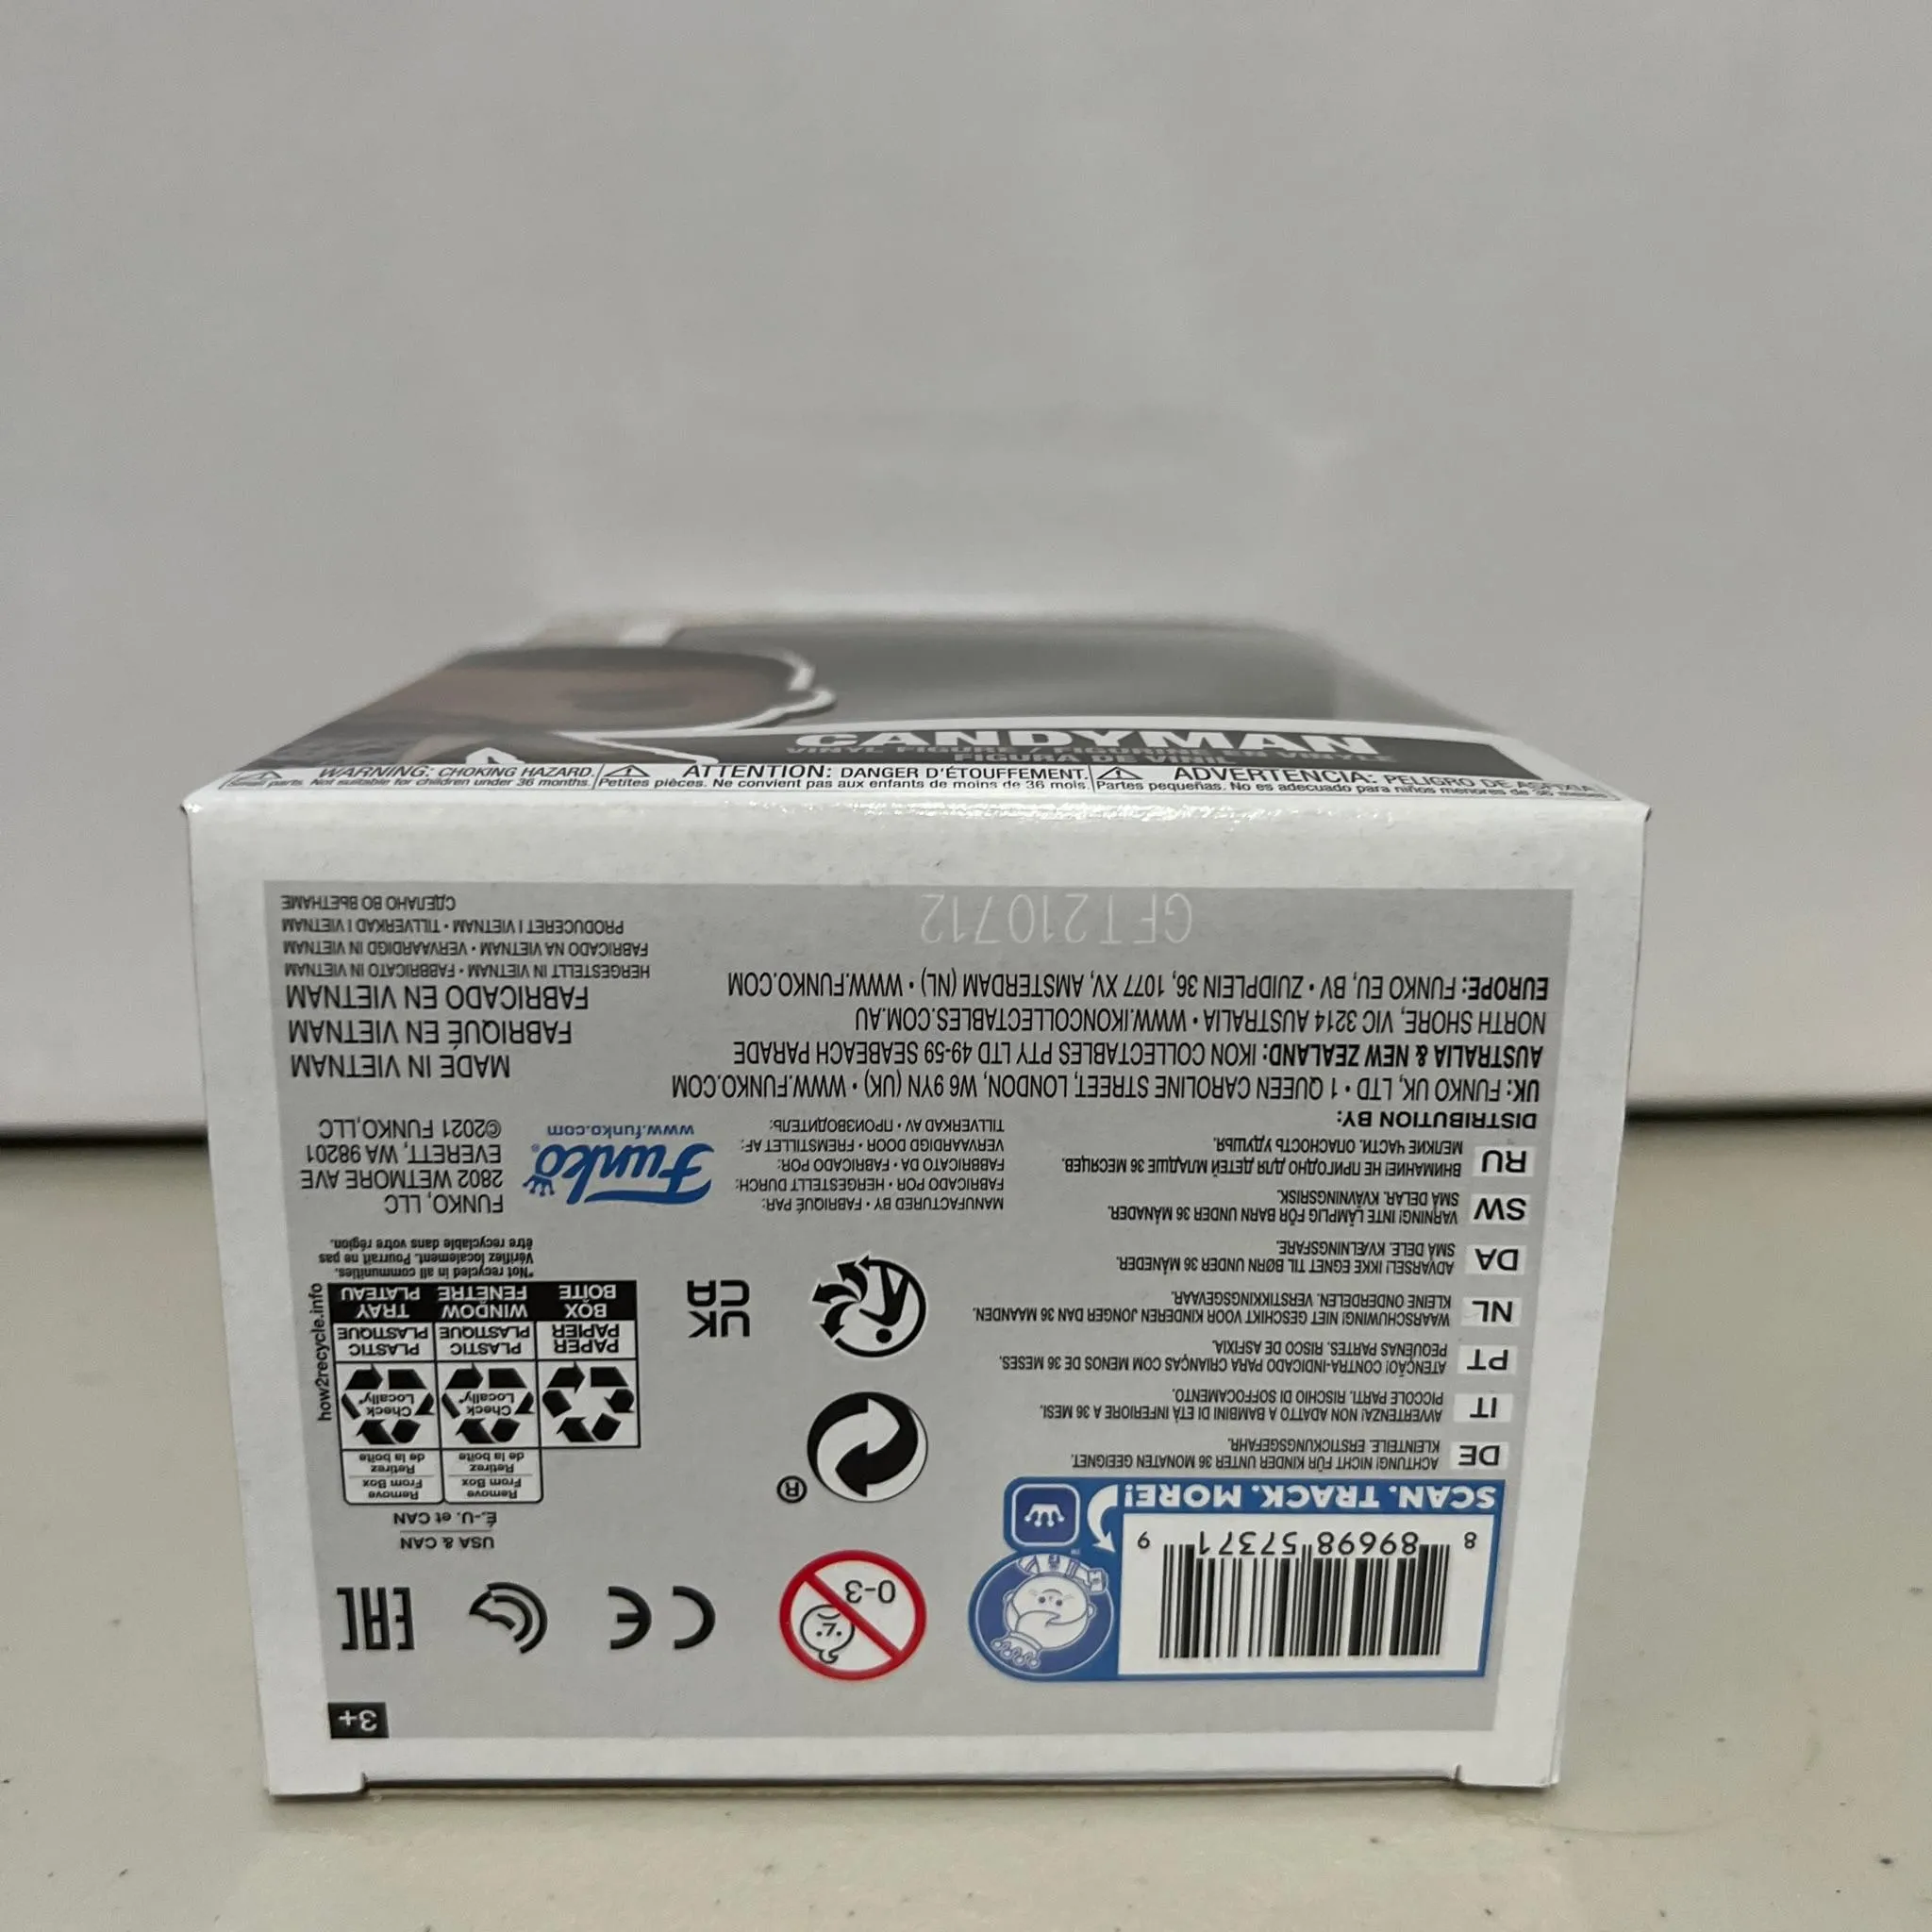 CANDYMAN
VINYL FIGURE / FIGURINE EN VINYLE
FIGURA DE VINIL
WARNING: CHOKING HAZARD.
Small parts. Not suitable for children under 36 months.
ATTENTION: DANGER D'ÉTOUFFEMENT.
Petites pièces. Ne convient pas aux enfants de moins de 36 mois.
ADVERTENCIA: PELIGRO DE ASFIXIA.
Partes pequeñas. No es adecuado para niños menores de 36 meses.
3+
8 89698 57371 9
SCAN. TRACK. MORE!
0-3
CE
EAC
USA & CAN
É.-U. et CAN
Remove
From Box
Retirez
de la boîte
Remove
From Box
Retirez
de la boîte
Check
Locally*
Check
Locally*
PAPER
PAPIER
BOX
BOÎTE
PLASTIC
PLASTIQUE
WINDOW
FENÊTRE
PLASTIC
PLASTIQUE
TRAY
PLATEAU
how2recycle.info
*Not recycled in all communities.
Vérifiez localement. Pourrait ne pas
être recyclable dans votre région.
®
UK
CA
DE ACHTUNG! NICHT FÜR KINDER UNTER 36 MONATEN GEEIGNET.
KLEINTEILE. ERSTICKUNGSGEFAHR.
IT AVVERTENZA! NON ADATTO A BAMBINI DI ETÀ INFERIORE A 36 MESI.
PICCOLE PARTI. RISCHIO DI SOFFOCAMENTO.
PT ATENÇÃO! CONTRA-INDICADO PARA CRIANÇAS COM MENOS DE 36 MESES.
PEQUENAS PARTES. RISCO DE ASFIXIA.
NL WAARSCHUWING! NIET GESCHIKT VOOR KINDEREN JONGER DAN 36 MAANDEN.
KLEINE ONDERDELEN. VERSTIKKINGSGEVAAR.
DA ADVARSEL! IKKE EGNET TIL BØRN UNDER 36 MÅNEDER.
SMÅ DELE. KVÆLNINGSFARE.
SW VARNING! INTE LÄMPLIG FÖR BARN UNDER 36 MÅNADER.
SMÅ DELAR. KVÄVNINGSRISK.
RU ВНИМАНИЕ! НЕ ПРИГОДНО ДЛЯ ДЕТЕЙ МЛАДШЕ 36 МЕСЯЦЕВ.
МЕЛКИЕ ЧАСТИ. ОПАСНОСТЬ УДУШЬЯ.
MANUFACTURED BY • FABRIQUÉ PAR:
FABRICADO POR • HERGESTELLT DURCH:
FABBRICATO DA • FABRICADO POR:
VERVAARDIGD DOOR • FREMSTILLET AF:
TILLVERKAD AV • ПРОИЗВОДИТЕЛЬ:
Funko®
www.funko.com
FUNKO, LLC
2802 WETMORE AVE
EVERETT, WA 98201
©2021 FUNKO,LLC
DISTRIBUTION BY:
UK: FUNKO UK, LTD • 1 QUEEN CAROLINE STREET, LONDON, W6 9YN (UK) • WWW.FUNKO.COM
AUSTRALIA & NEW ZEALAND: IKON COLLECTABLES PTY LTD 49-59 SEABEACH PARADE
NORTH SHORE, VIC 3214 AUSTRALIA • WWW.IKONCOLLECTABLES.COM.AU
EUROPE: FUNKO EU, BV • ZUIDPLEIN 36, 1077 XV, AMSTERDAM (NL) • WWW.FUNKO.COM
MADE IN VIETNAM
FABRIQUÉ EN VIETNAM
FABRICADO EN VIETNAM
HERGESTELLT IN VIETNAM • FABBRICATO IN VIETNAM
FABRICADO NA VIETNAM • VERVAARDIGD IN VIETNAM
PRODUCERET I VIETNAM • TILLVERKAD I VIETNAM
СДЕЛАНО ВО ВЬЕТНАМЕ
GFT210712